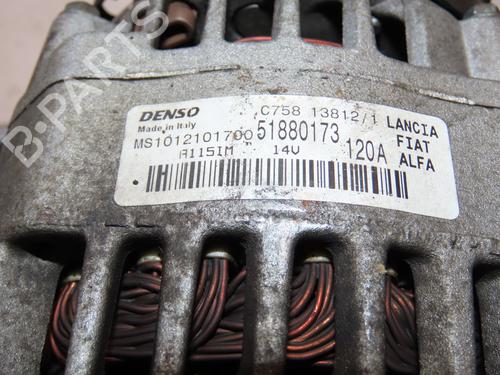 B-PARTS
DENSO
Made in Italy
C758 13812/1
MS1012101700 51880173
A115IM 14V
120A
LANCIA
FIAT
ALFA